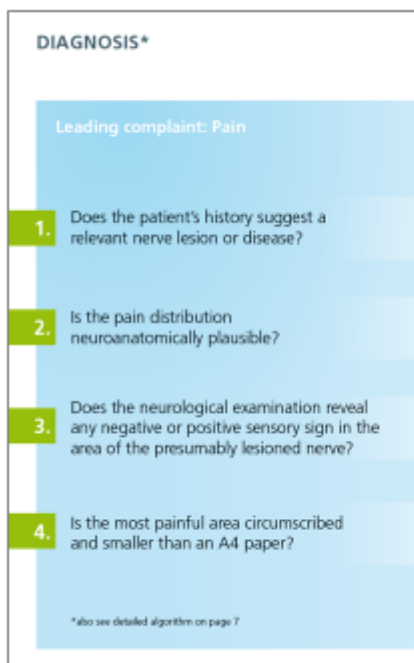 DIAGNOSIS*
Leading complaint: Pain
1. Does the patient's history suggest a
relevant nerve lesion or disease?
2. Is the pain distribution
neuroanatomically plausible?
3. Does the neurological examination reveal
any negative or positive sensory sign in the
area of the presumably lesioned nerve?
4. Is the most painful area circumscribed
and smaller than an A4 paper?
*also see detailed algorithm on page 7